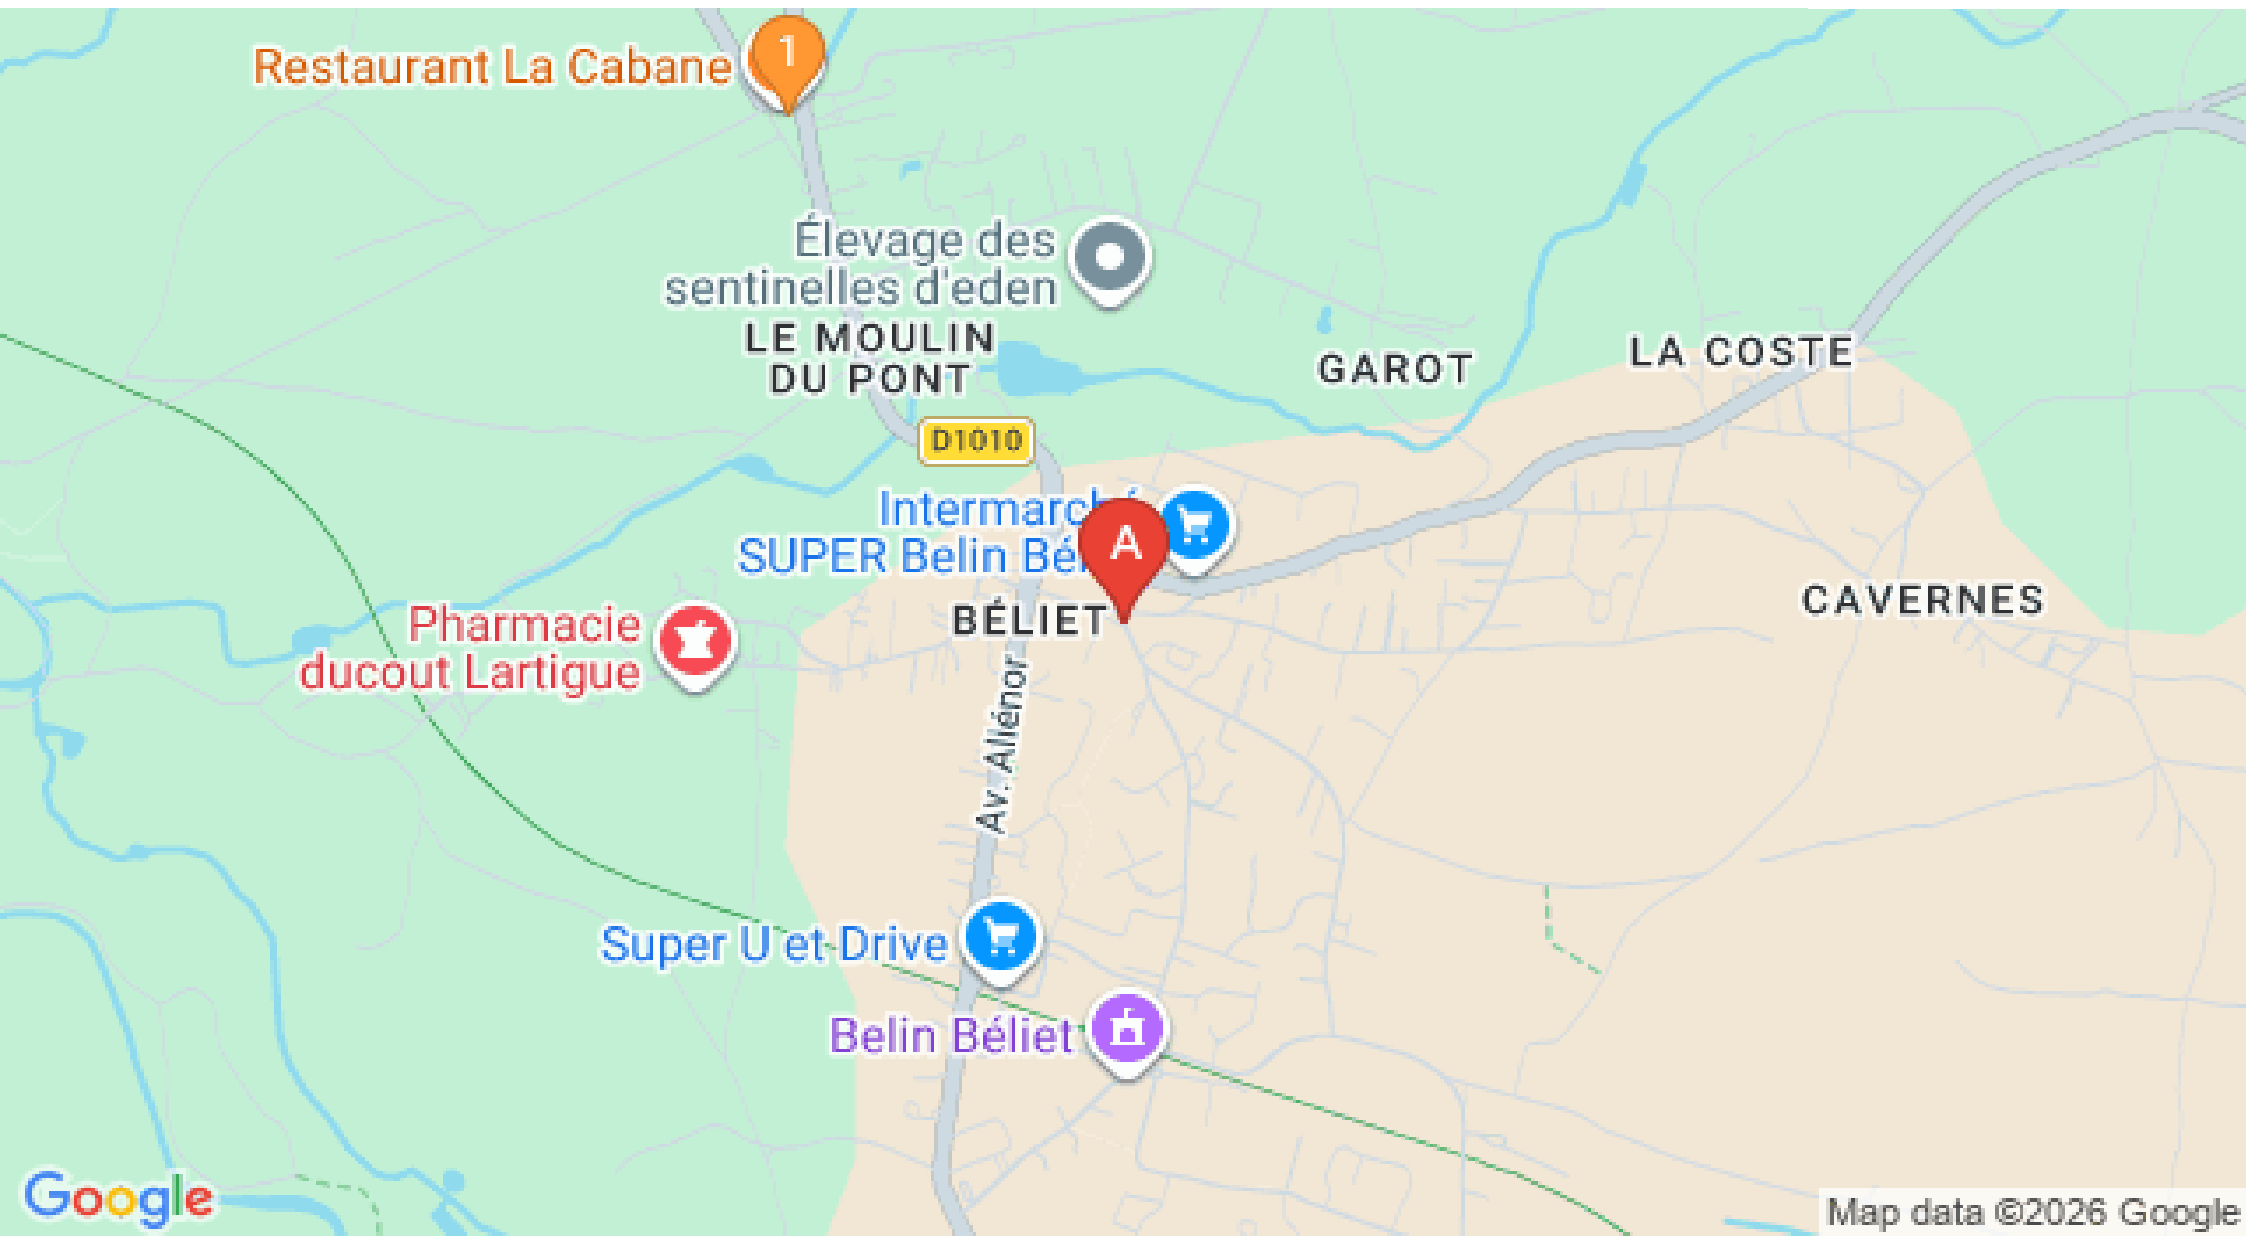 1
Restaurant La Cabane
Élevage des
sentinelles d'eden
LE MOULIN
DU PONT
GAROT
LA COSTE
D1010
Intermarché
SUPER Belin
A
BÉLIET
CAVERNES
Pharmacie
ducout Lartigue
Av. Aliénor
Super U et Drive
Belin Béliet
Google
Map data ©2026 Google